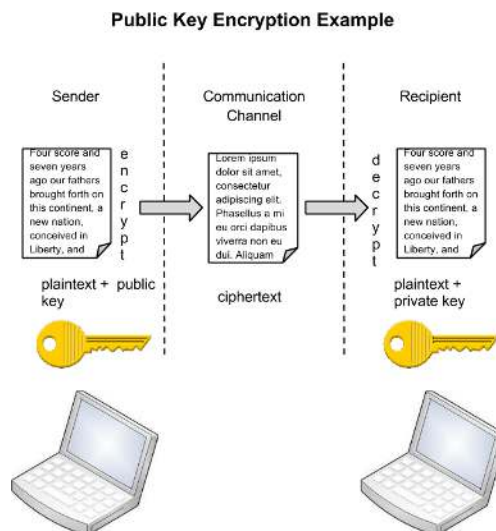 Public Key Encryption Example
Sender
Communication
Channel
Recipient
Four score and
seven years
ago our fathers
brought forth on
this continent, a
new nation,
conceived in
Liberty, and
encrypt
Lorem ipsum
dolor sit amet,
consectetur
adipiscing elit.
Phasellus a mi
eu orci dapibus
viverra non eu
dui. Aliquam
decrypt
Four score and
seven years
ago our fathers
brought forth on
this continent, a
new nation,
conceived in
Liberty, and
plaintext + public
key
ciphertext
plaintext +
private key